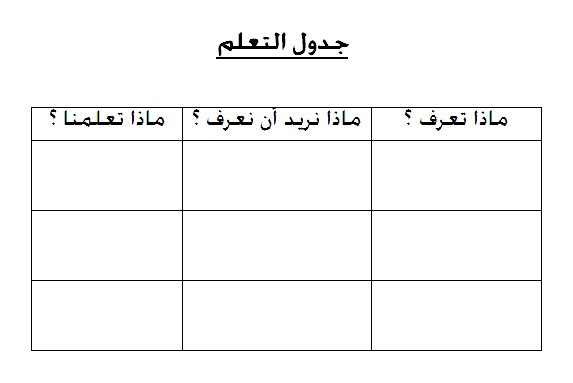 جدول التعلم
ماذا تعرف ؟ ماذا نريد أن نعرف ؟ ماذا تعلمنا ؟